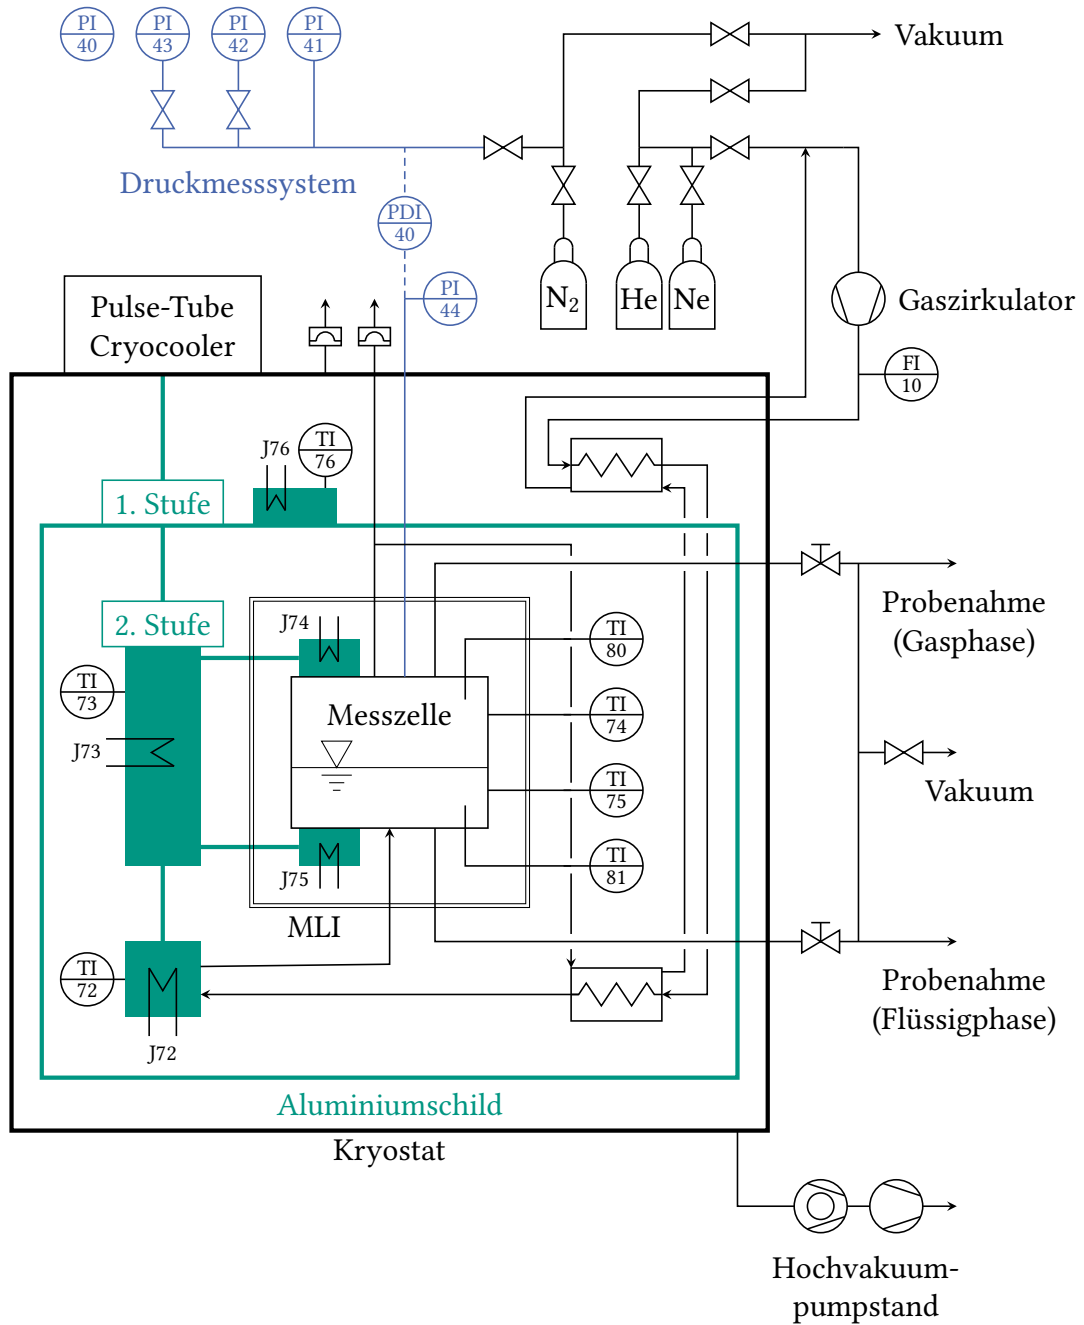 PI
40
PI
43
PI
42
PI
41
Vakuum
Druckmesssystem
PDI
40
PI
44
N₂
He
Ne
Gaszirkulator
FI
10
Pulse-Tube
Cryocooler
J76
TI
76
1. Stufe
2. Stufe
J74
TI
80
Probenahme
(Gasphase)
TI
73
J73
Messzelle
TI
74
TI
75
Vakuum
TI
81
J75
MLI
TI
72
J72
Probenahme
(Flüssigphase)
Aluminiumschild
Kryostat
Hochvakuum-
pumpstand